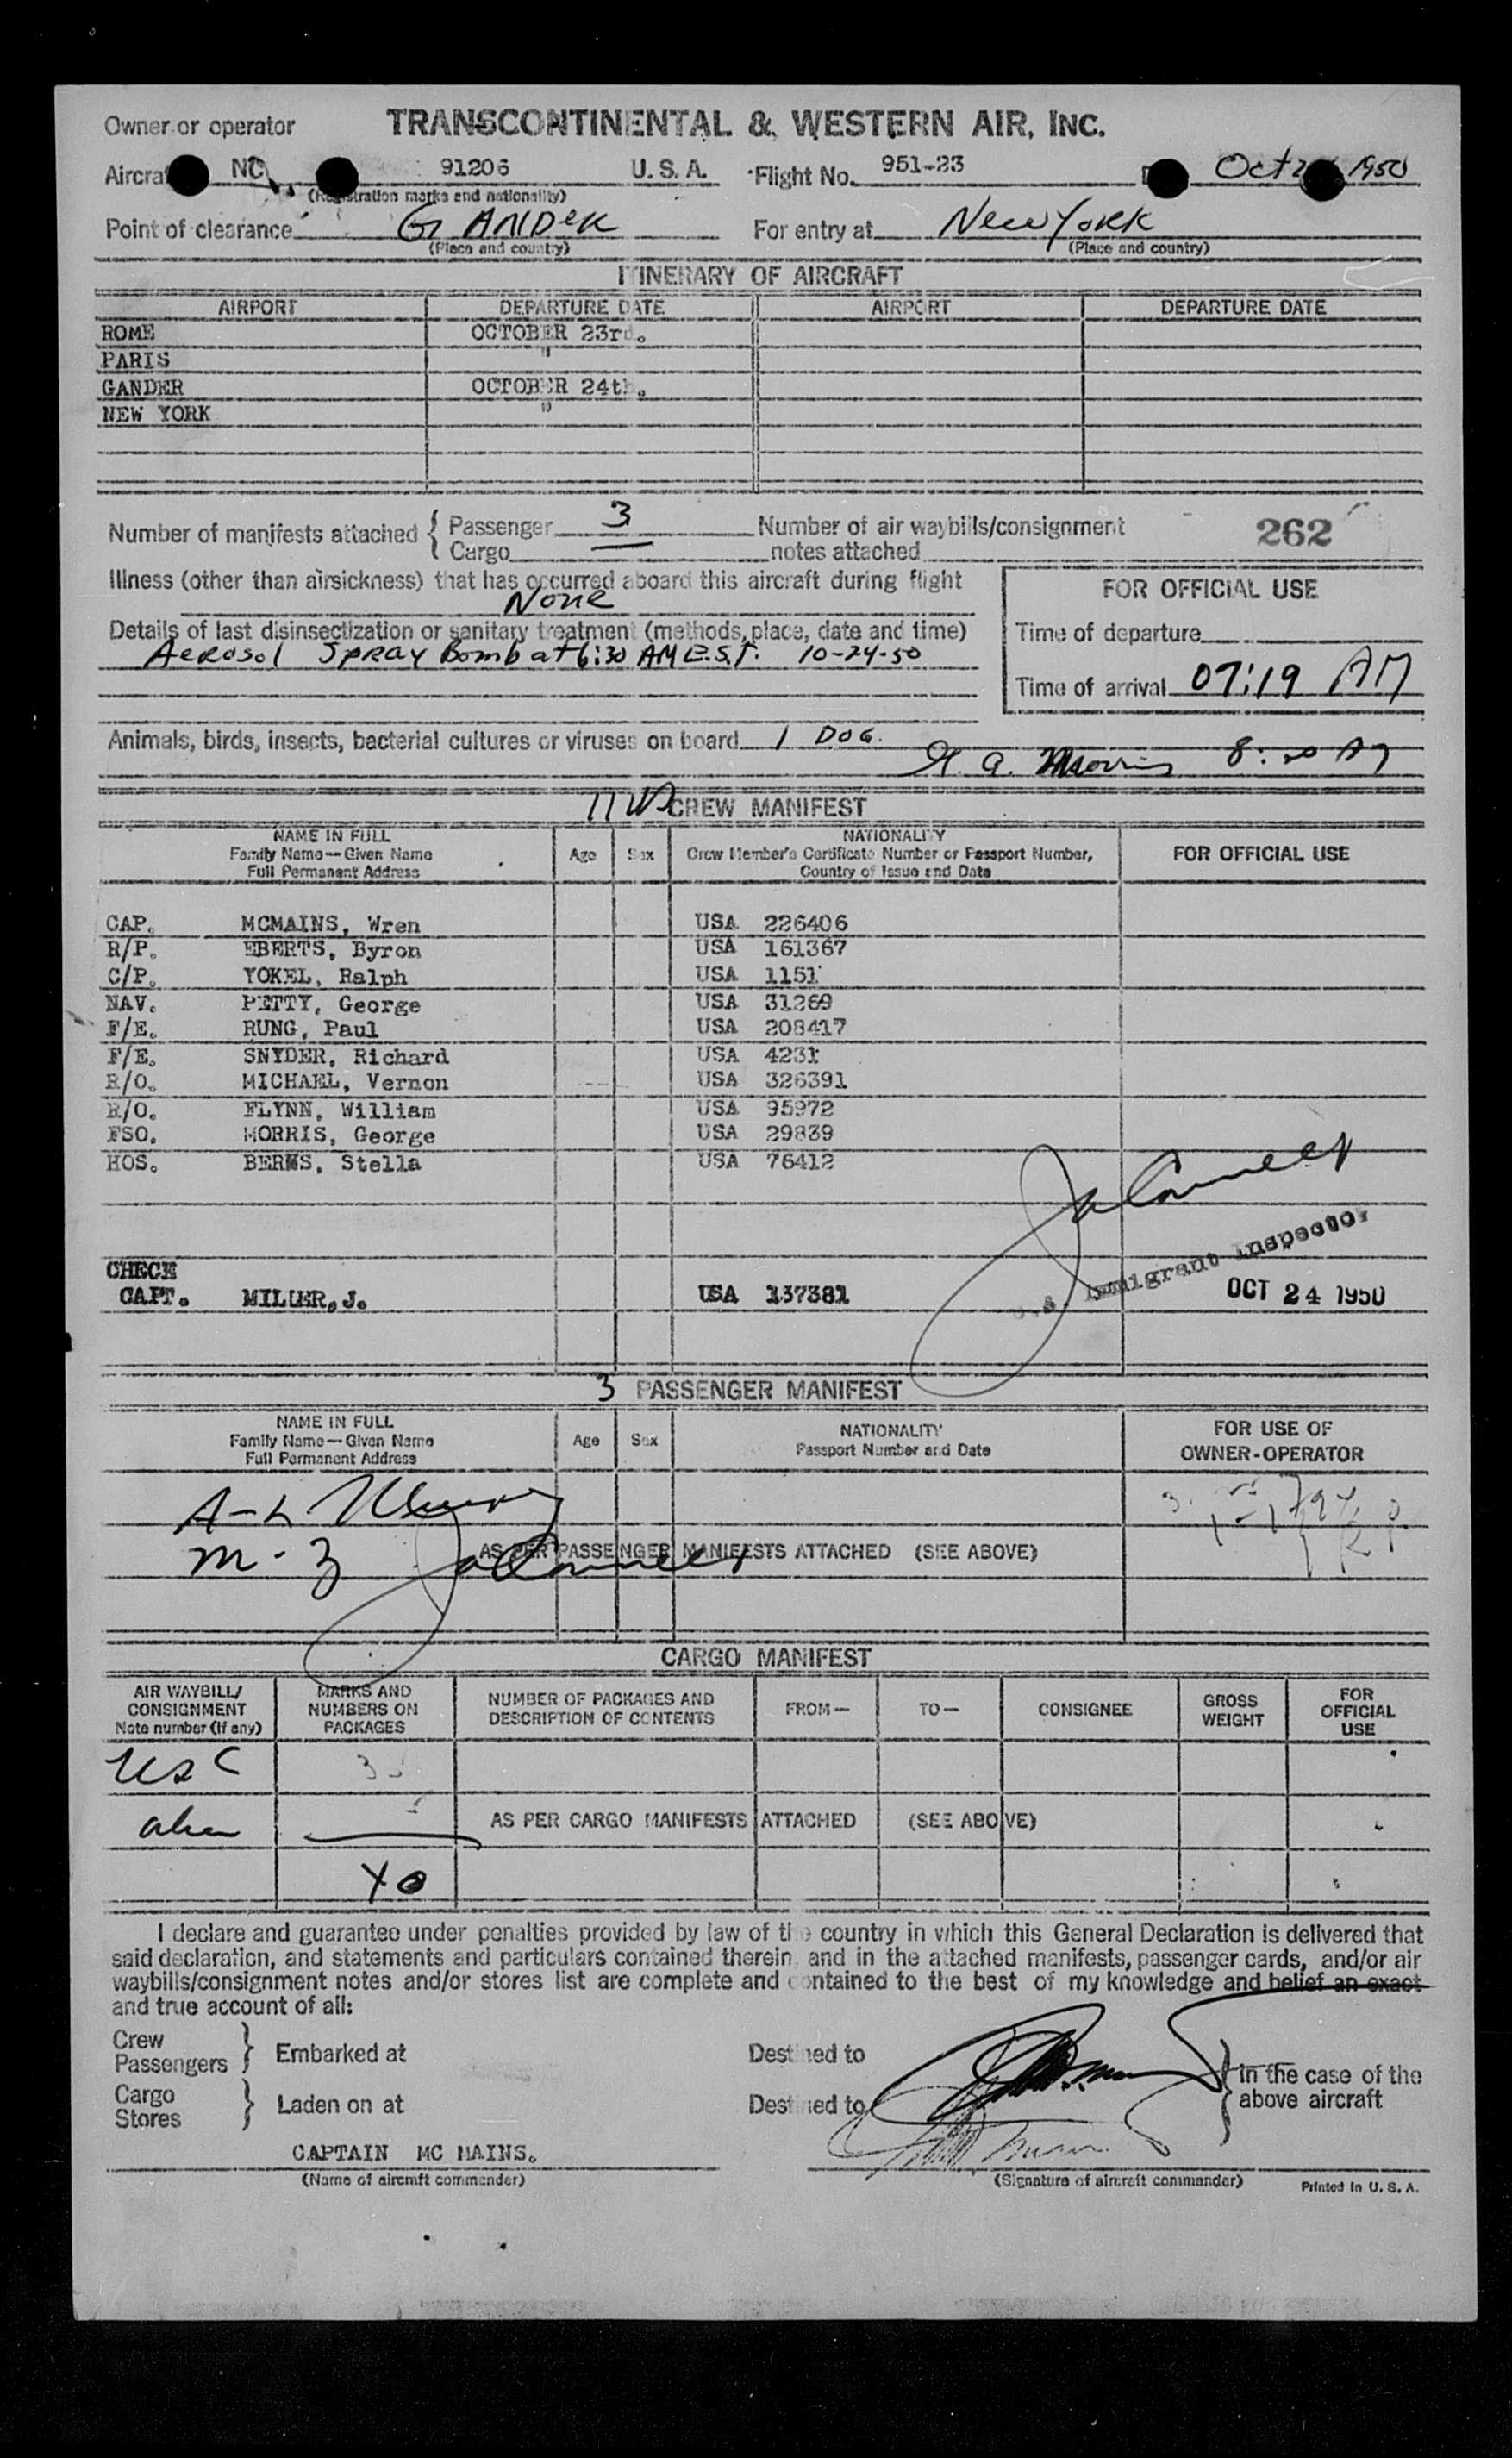 Owner or operator TRANSCONTINENTAL & WESTERN AIR, INC.
Aircraft NC 91206 U.S.A. Flight No. 951-23 Oct 2 1950
(Registration marks and nationality)
Point of clearance GANDER For entry at New York
(Place and country) (Place and country)
ITINERARY OF AIRCRAFT
AIRPORT DEPARTURE DATE AIRPORT DEPARTURE DATE
ROME OCTOBER 23rd.
PARIS "
GANDER OCTOBER 24th.
NEW YORK "
Number of manifests attached { Passenger 3 Number of air waybills/consignment 262
Cargo — notes attached
Illness (other than airsickness) that has occurred aboard this aircraft during flight
None
FOR OFFICIAL USE
Details of last disinsectization or sanitary treatment (methods, place, date and time)
Aerosol Spray Bomb at 6:30 AM E.S.T. 10-24-50
Time of departure
Time of arrival 07:19 AM
Animals, birds, insects, bacterial cultures or viruses on board 1 DOG.
G. A. Morris 8:20 AM
11 CREW MANIFEST
NAME IN FULL
Family Name—Given Name
Full Permanent Address
Age Sex
NATIONALITY
Crew Member's Certificate Number or Passport Number,
Country of Issue and Date
FOR OFFICIAL USE
CAP. MCMAINS, Wren USA 226406
R/P. EBERTS, Byron USA 161367
C/P. YOKEL, Ralph USA 1151
NAV. PETTY, George USA 31269
F/E. RUNG, Paul USA 208417
F/E. SNYDER, Richard USA 4231
R/O. MICHAEL, Vernon USA 326391
R/O. FLYNN, William USA 95972
FSO. MORRIS, George USA 29839
HOS. BERMS, Stella USA 76412
U.S. Immigrant Inspector
CHECK
CAPT. MILLER, J. USA 137381 OCT 24 1950
3 PASSENGER MANIFEST
NAME IN FULL
Family Name—Given Name
Full Permanent Address
Age Sex
NATIONALITY
Passport Number and Date
FOR USE OF
OWNER-OPERATOR
A-L
M-Z AS PER PASSENGER MANIFESTS ATTACHED (SEE ABOVE)
CARGO MANIFEST
AIR WAYBILL/
CONSIGNMENT
Note number (If any)
MARKS AND
NUMBERS ON
PACKAGES
NUMBER OF PACKAGES AND
DESCRIPTION OF CONTENTS
FROM—
TO—
CONSIGNEE
GROSS
WEIGHT
FOR
OFFICIAL
USE
USC
AS PER CARGO MANIFESTS ATTACHED (SEE ABOVE)
40
I declare and guarantee under penalties provided by law of the country in which this General Declaration is delivered that
said declaration, and statements and particulars contained therein and in the attached manifests, passenger cards, and/or air
waybills/consignment notes and/or stores list are complete and contained to the best of my knowledge and belief an exact
and true account of all:
Crew
Passengers } Embarked at Destined to
Cargo
Stores } Laden on at Destined to
} in the case of the
above aircraft
CAPTAIN MC MAINS.
(Name of aircraft commander) (Signature of aircraft commander) Printed in U. S. A.